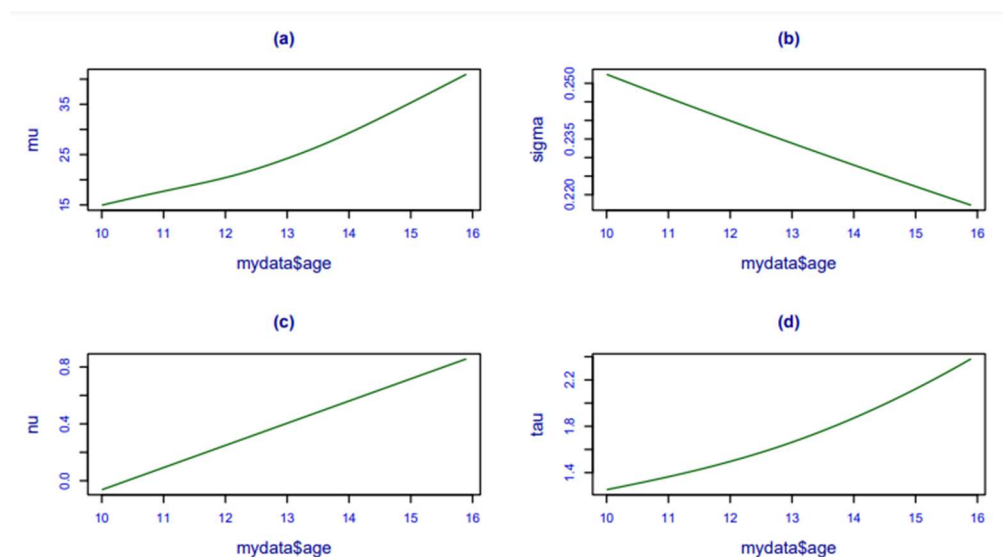 (a)
mu
15
25
35
10 11 12 13 14 15 16
mydata$age
(b)
sigma
0.220
0.235
0.250
10 11 12 13 14 15 16
mydata$age
(c)
nu
0.0
0.4
0.8
10 11 12 13 14 15 16
mydata$age
(d)
tau
1.4
1.8
2.2
10 11 12 13 14 15 16
mydata$age